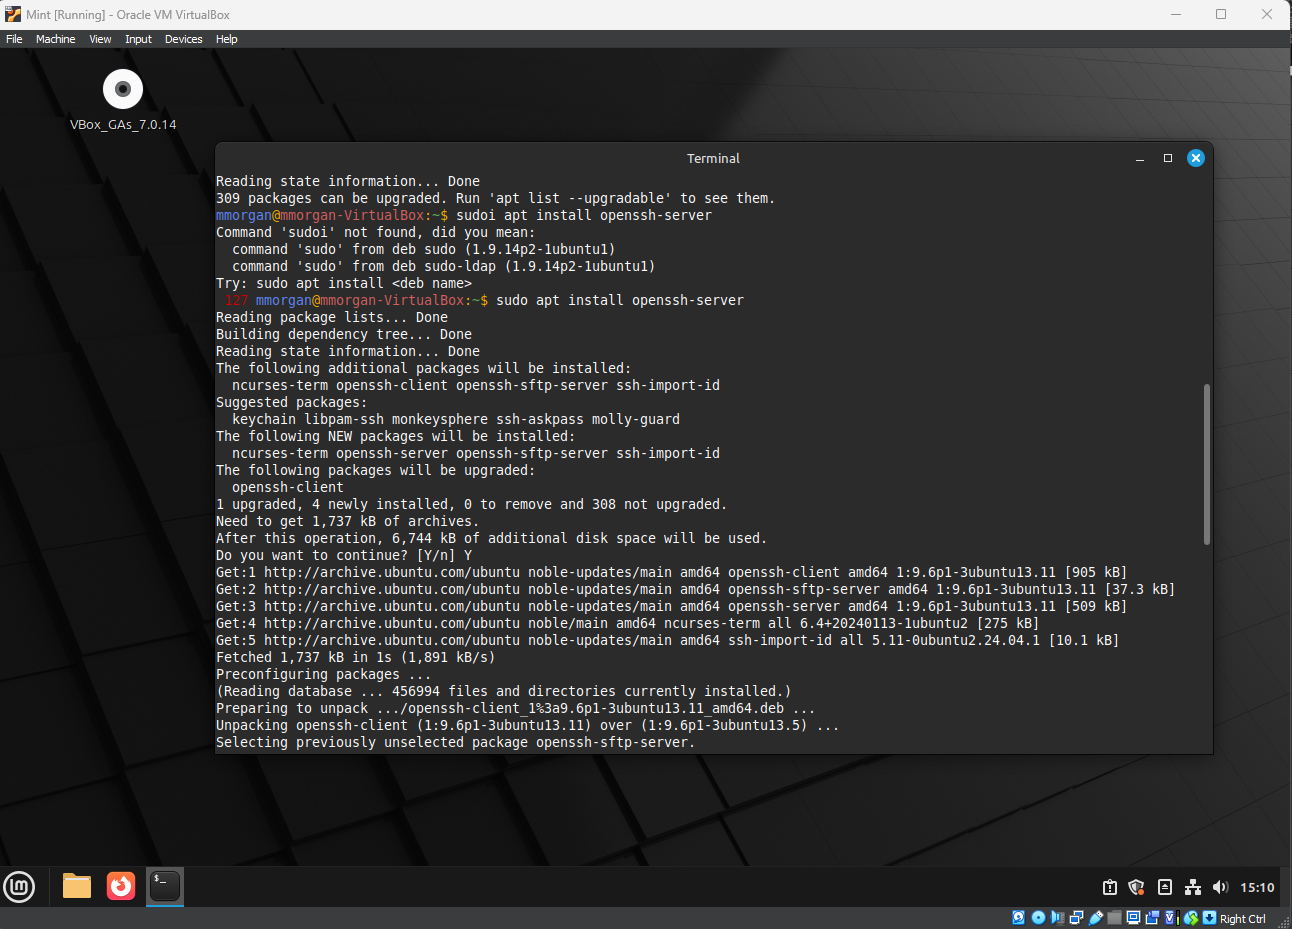 Mint [Running] - Oracle VM VirtualBox
File Machine View Input Devices Help
VBox_GAs_7.0.14
Terminal
Reading state information... Done
309 packages can be upgraded. Run 'apt list --upgradable' to see them.
mmorgan@mmorgan-VirtualBox:~$ sudoi apt install openssh-server
Command 'sudoi' not found, did you mean:
  command 'sudo' from deb sudo (1.9.14p2-1ubuntu1)
  command 'sudo' from deb sudo-ldap (1.9.14p2-1ubuntu1)
Try: sudo apt install <deb name>
 127 mmorgan@mmorgan-VirtualBox:~$ sudo apt install openssh-server
Reading package lists... Done
Building dependency tree... Done
Reading state information... Done
The following additional packages will be installed:
  ncurses-term openssh-client openssh-sftp-server ssh-import-id
Suggested packages:
  keychain libpam-ssh monkeysphere ssh-askpass molly-guard
The following NEW packages will be installed:
  ncurses-term openssh-server openssh-sftp-server ssh-import-id
The following packages will be upgraded:
  openssh-client
1 upgraded, 4 newly installed, 0 to remove and 308 not upgraded.
Need to get 1,737 kB of archives.
After this operation, 6,744 kB of additional disk space will be used.
Do you want to continue? [Y/n] Y
Get:1 http://archive.ubuntu.com/ubuntu noble-updates/main amd64 openssh-client amd64 1:9.6p1-3ubuntu13.11 [905 kB]
Get:2 http://archive.ubuntu.com/ubuntu noble-updates/main amd64 openssh-sftp-server amd64 1:9.6p1-3ubuntu13.11 [37.3 kB]
Get:3 http://archive.ubuntu.com/ubuntu noble-updates/main amd64 openssh-server amd64 1:9.6p1-3ubuntu13.11 [509 kB]
Get:4 http://archive.ubuntu.com/ubuntu noble/main amd64 ncurses-term all 6.4+20240113-1ubuntu2 [275 kB]
Get:5 http://archive.ubuntu.com/ubuntu noble-updates/main amd64 ssh-import-id all 5.11-0ubuntu2.24.04.1 [10.1 kB]
Fetched 1,737 kB in 1s (1,891 kB/s)
Preconfiguring packages ...
(Reading database ... 456994 files and directories currently installed.)
Preparing to unpack .../openssh-client_1%3a9.6p1-3ubuntu13.11_amd64.deb ...
Unpacking openssh-client (1:9.6p1-3ubuntu13.11) over (1:9.6p1-3ubuntu13.5) ...
Selecting previously unselected package openssh-sftp-server.
15:10
Right Ctrl